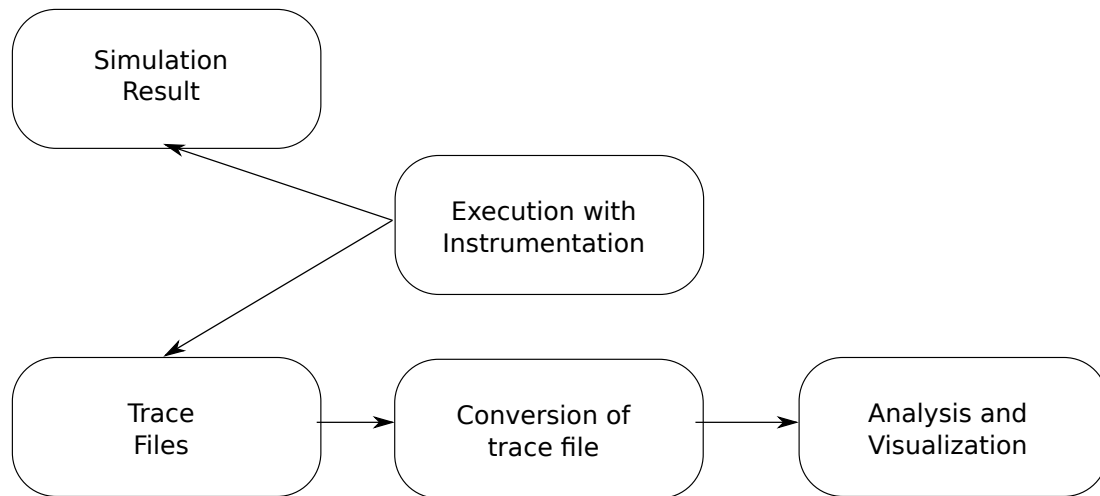 Simulation
Result
Execution with
Instrumentation
Trace
Files
Conversion of
trace file
Analysis and
Visualization